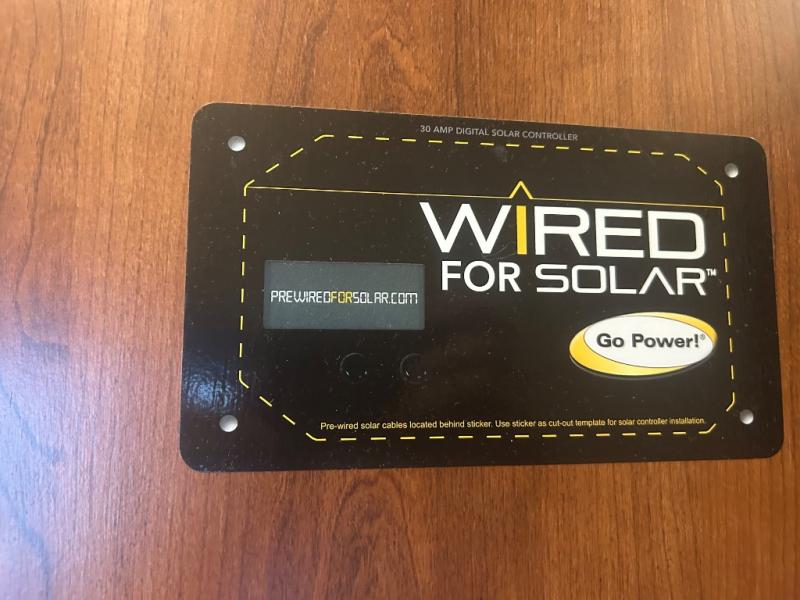 30 AMP DIGITAL SOLAR CONTROLLER
WIRED
FOR SOLAR™
PREWIREDFORSOLAR.COM
Go Power!®
Pre-wired solar cables located behind sticker. Use sticker as cut-out template for solar controller installation.